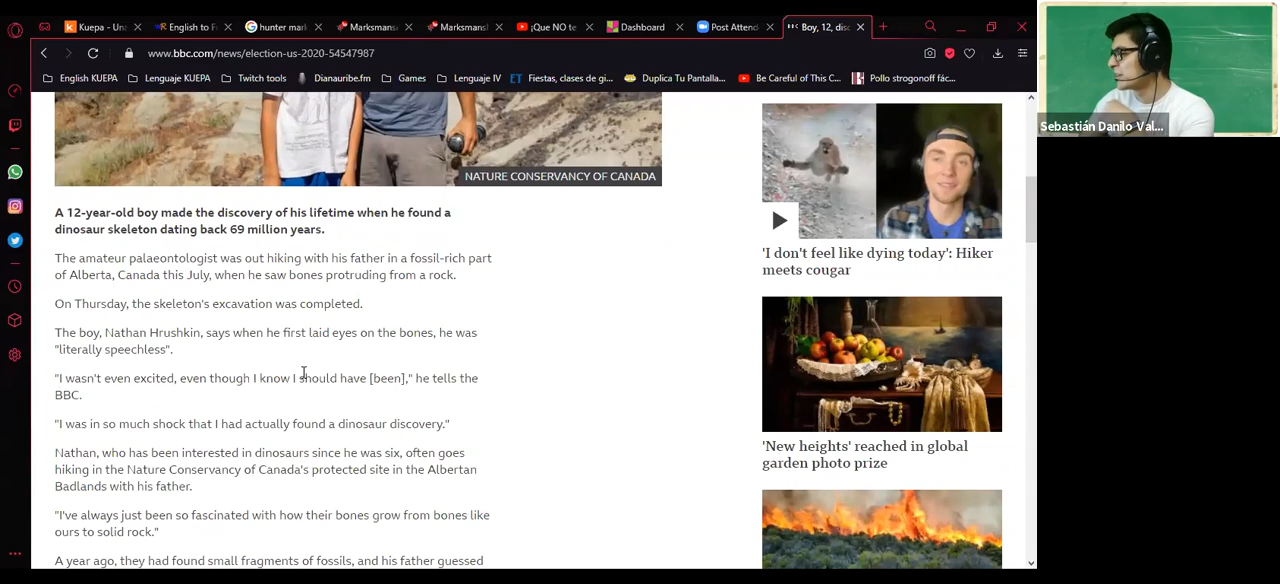 Kuepa - Una
English to Fr
hunter mark
Marksman
Marksmanst
¡Que NO te
Dashboard
Post Attend
Boy, 12, disc
www.bbc.com/news/election-us-2020-54547987
English KUEPA
Lenguaje KUEPA
Twitch tools
Dianauribe.fm
Games
Lenguaje IV
Fiestas, clases de gi...
Duplica Tu Pantalla...
Be Careful of This C...
Pollo strogonoff fác...
Sebastián Danilo Val...
NATURE CONSERVANCY OF CANADA
A 12-year-old boy made the discovery of his lifetime when he found a
dinosaur skeleton dating back 69 million years.
The amateur palaeontologist was out hiking with his father in a fossil-rich part
of Alberta, Canada this July, when he saw bones protruding from a rock.
On Thursday, the skeleton's excavation was completed.
The boy, Nathan Hrushkin, says when he first laid eyes on the bones, he was
"literally speechless".
"I wasn't even excited, even though I know I should have [been]," he tells the
BBC.
"I was in so much shock that I had actually found a dinosaur discovery."
Nathan, who has been interested in dinosaurs since he was six, often goes
hiking in the Nature Conservancy of Canada's protected site in the Albertan
Badlands with his father.
"I've always just been so fascinated with how their bones grow from bones like
ours to solid rock."
A year ago, they had found small fragments of fossils, and his father guessed
'I don't feel like dying today': Hiker
meets cougar
'New heights' reached in global
garden photo prize